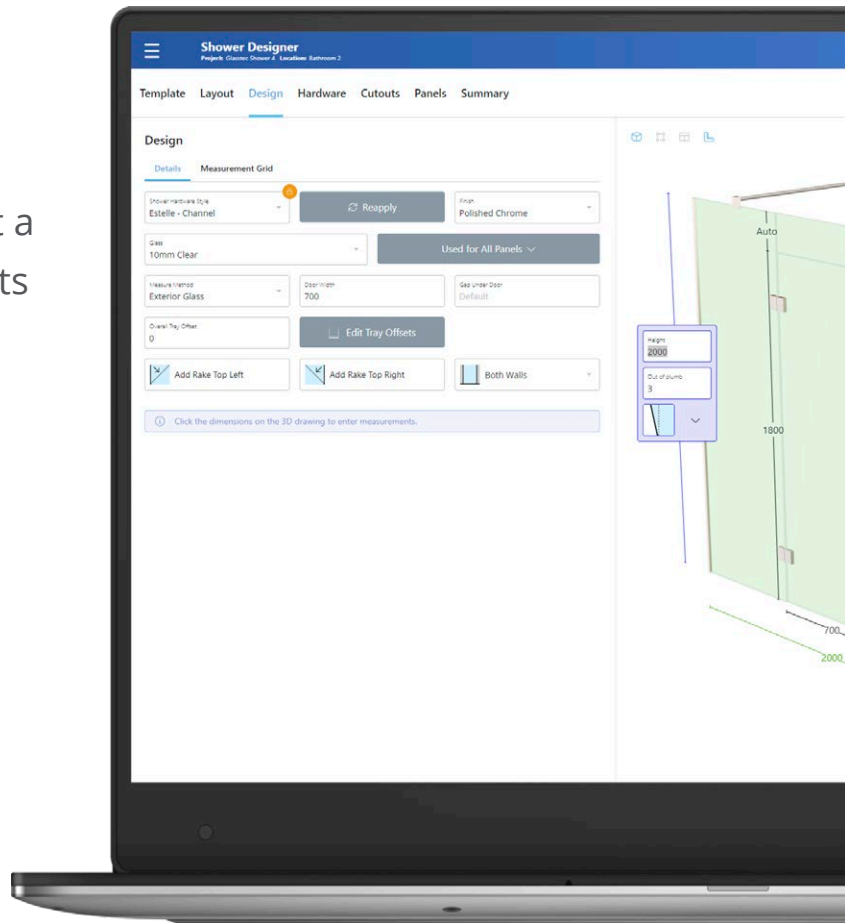 Shower Designer
Project: Glasstec Shower 4 Location: Bathroom 2
Template Layout Design Hardware Cutouts Panels Summary
Design
Details Measurement Grid
Shower Hardware Style
Estelle - Channel
Reapply
Finish
Polished Chrome
Glass
10mm Clear
Used for All Panels
Measure Method
Exterior Glass
Door Width
700
Gap Under Door
Default
Overall Tray Offset
0
Edit Tray Offsets
Add Rake Top Left
Add Rake Top Right
Both Walls
Click the dimensions on the 3D drawing to enter measurements.
t a
ts
Auto
Height
2000
Out of plumb
3
1800
700
2000